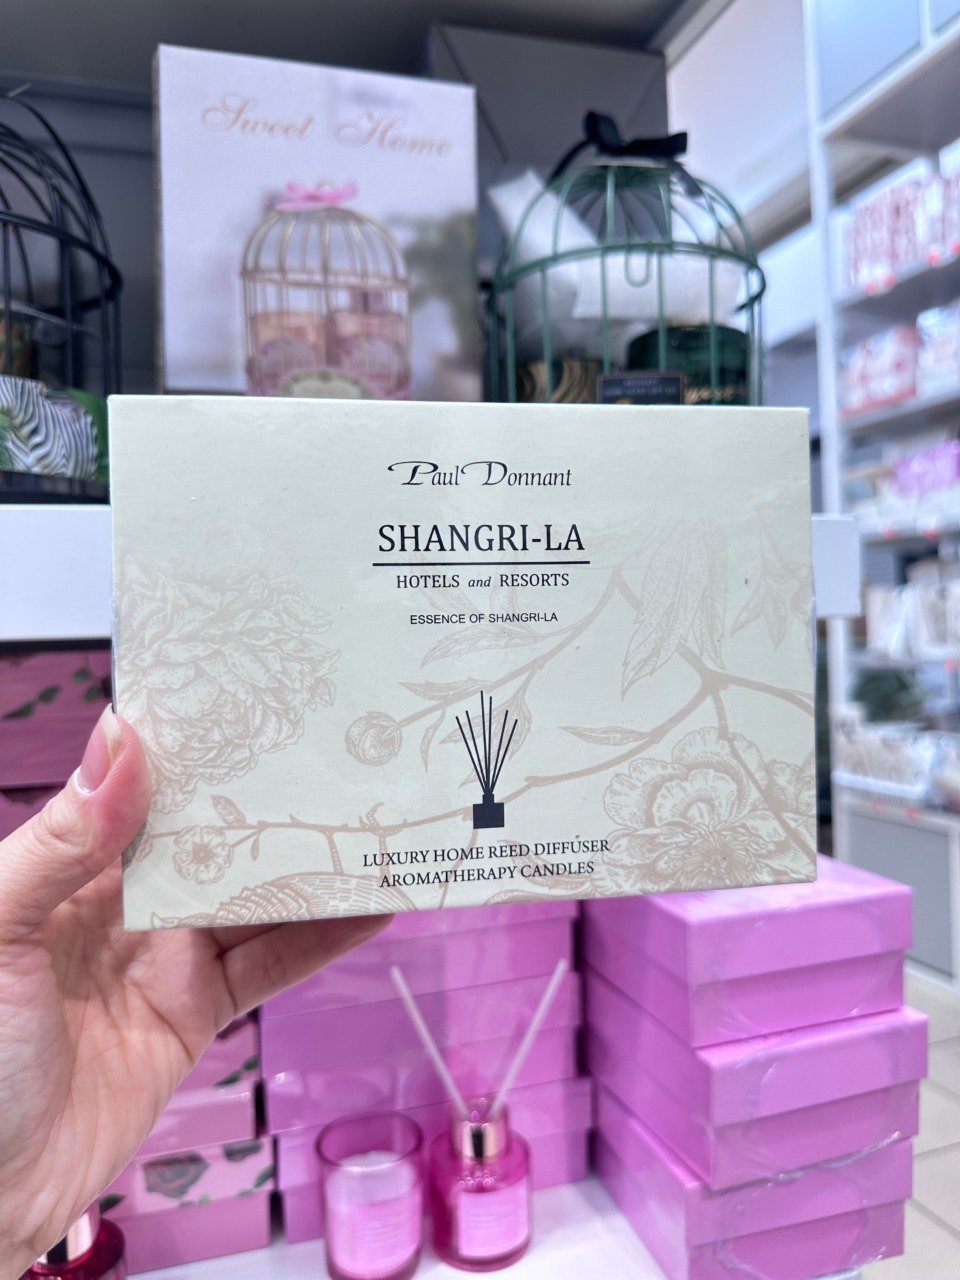 Sweet Home
Paul Donnant
SHANGRI-LA
HOTELS and RESORTS
ESSENCE OF SHANGRI-LA
LUXURY HOME REED DIFFUSER
AROMATHERAPY CANDLES